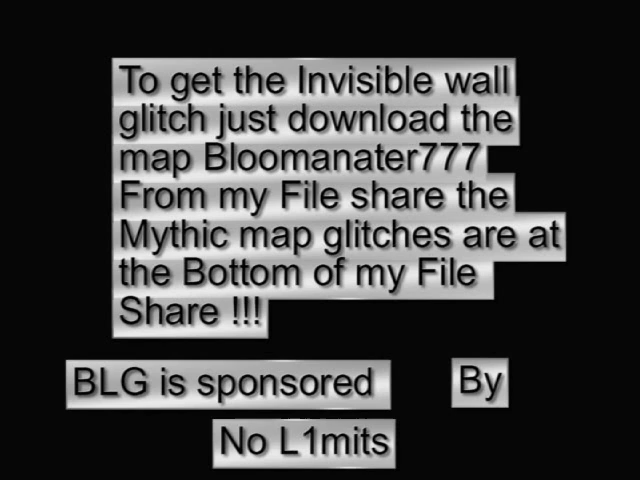 To get the Invisible wall
glitch just download the
map Bloomanater777
From my File share the
Mythic map glitches are at
the Bottom of my File
Share !!!
BLG is sponsored By
No L1mits